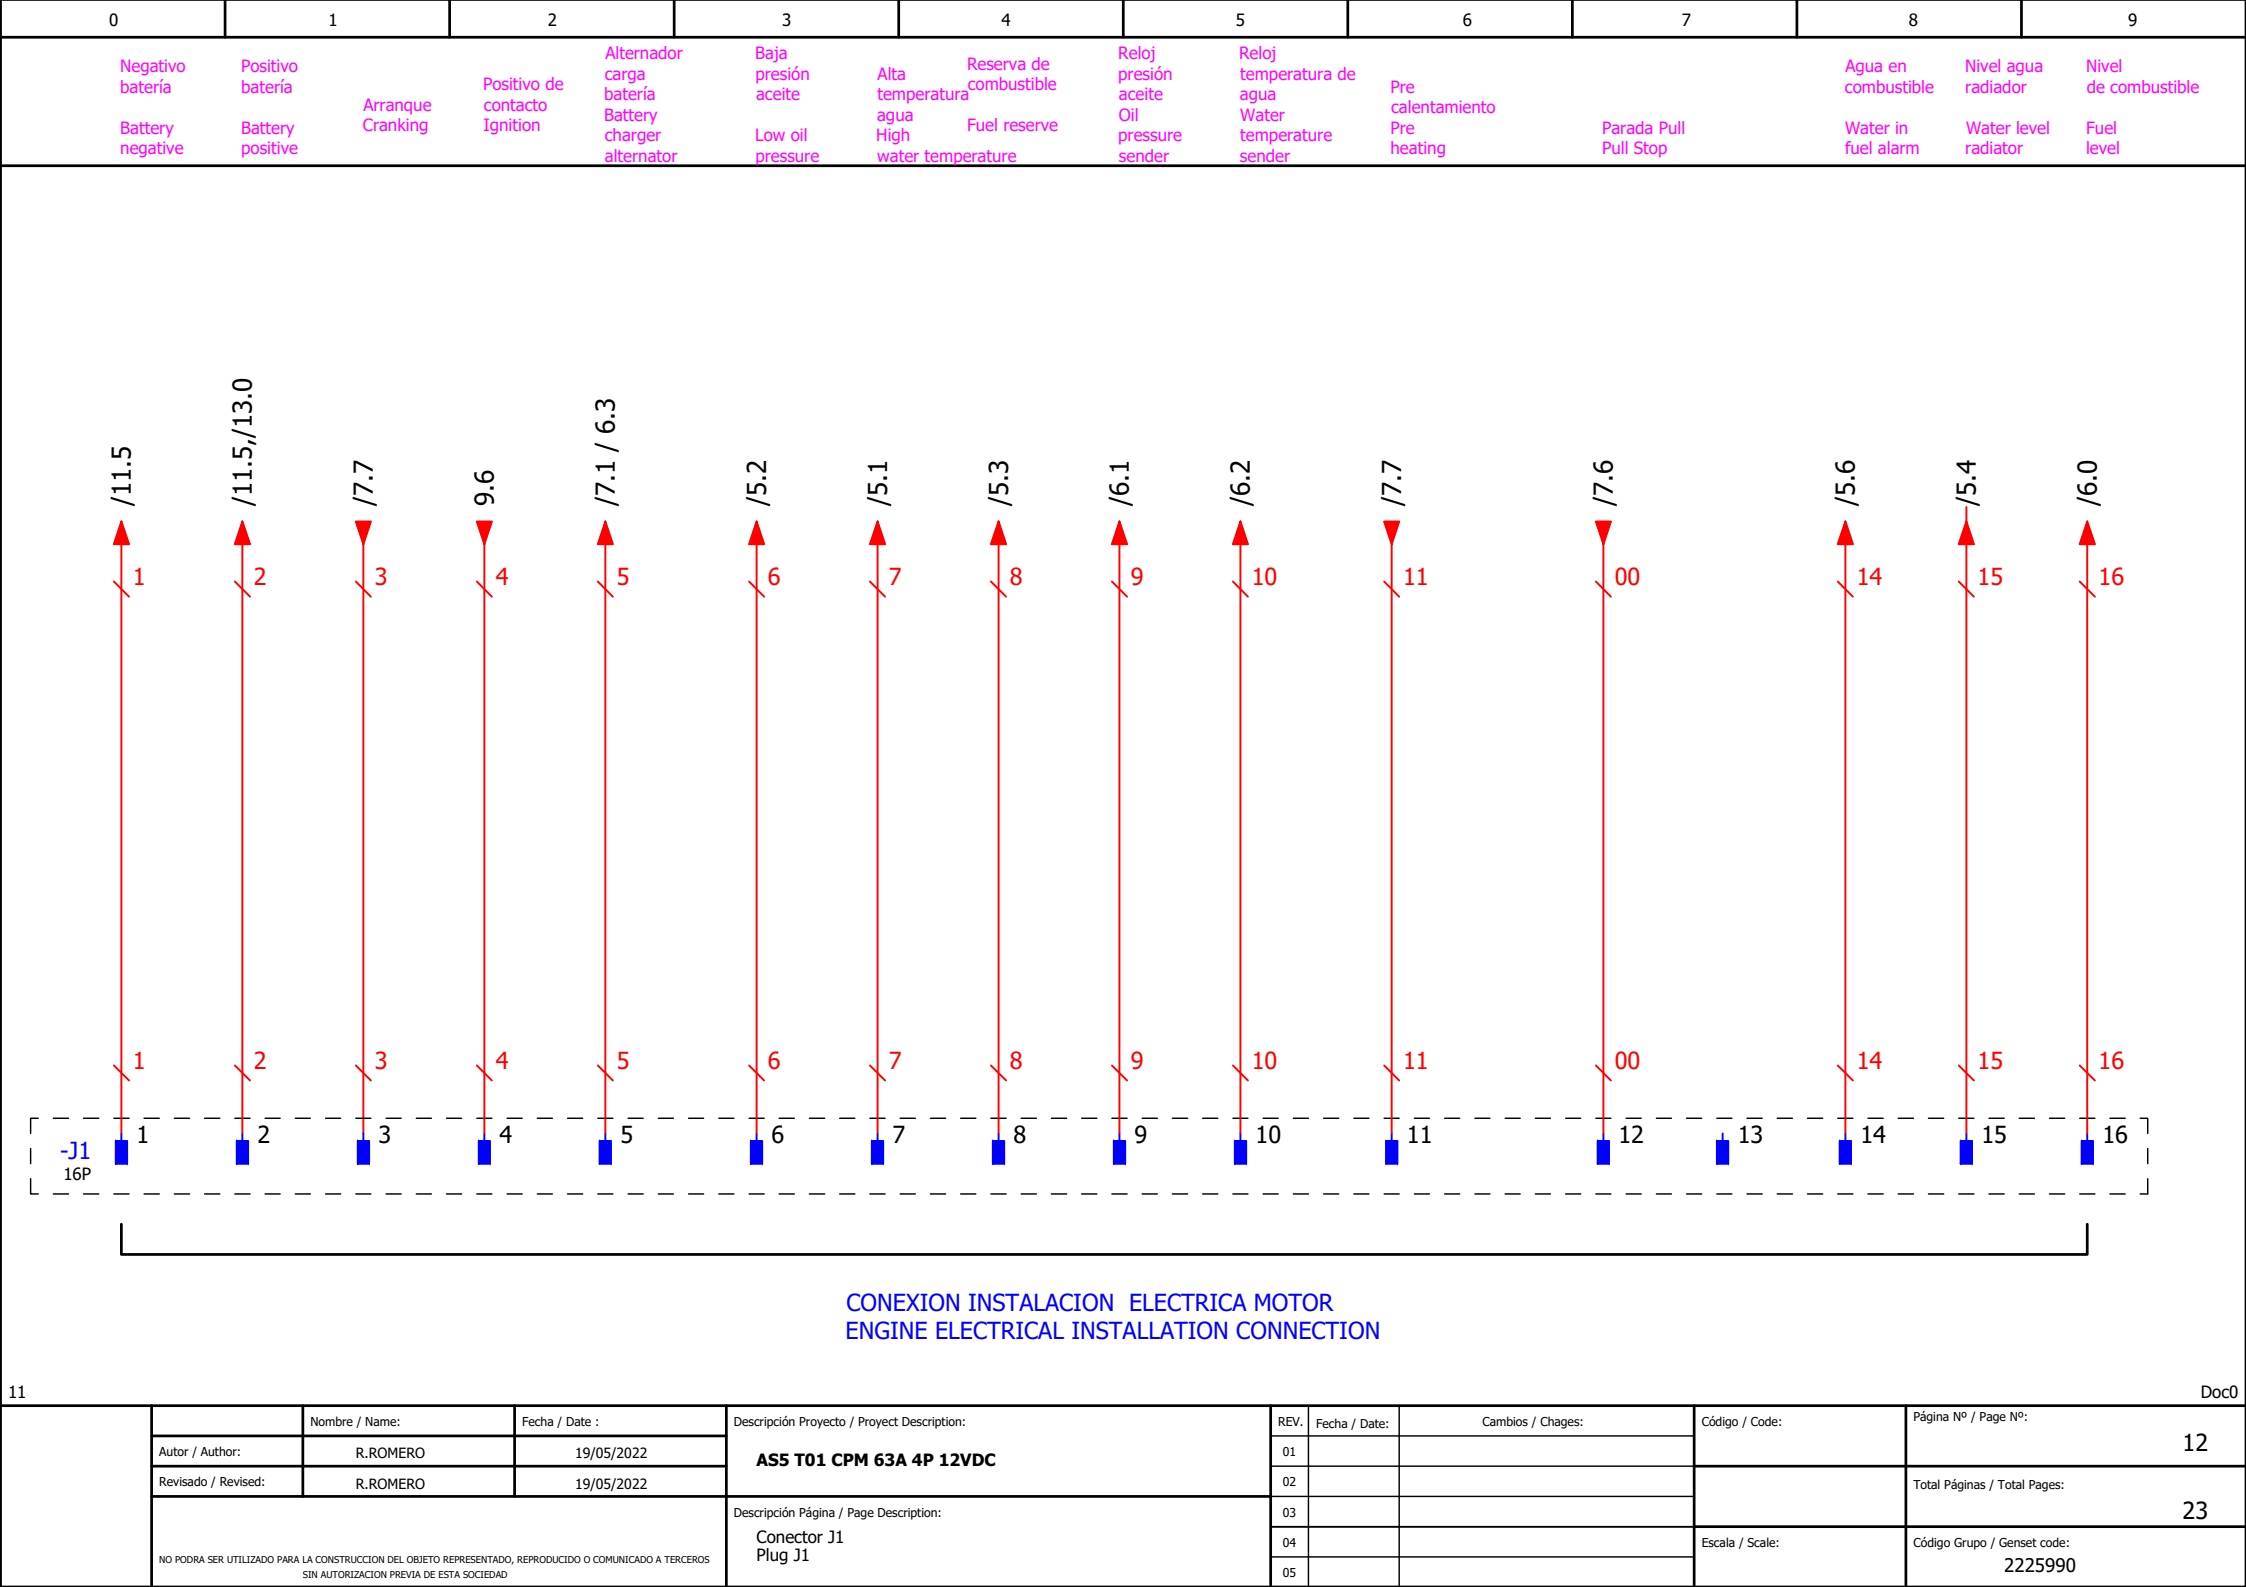 0 1 2 3 4 5 6 7 8 9
Negativo
batería
Battery
negative
Positivo
batería
Battery
positive
Arranque
Cranking
Positivo de
contacto
Ignition
Alternador
carga
batería
Battery
charger
alternator
Baja
presión
aceite
Low oil
pressure
Alta
temperatura
agua
High
water temperature
Reserva de
combustible
Fuel reserve
Reloj
presión
aceite
Oil
pressure
sender
Reloj
temperatura de
agua
Water
temperature
sender
Pre
calentamiento
Pre
heating
Parada Pull
Pull Stop
Agua en
combustible
Water in
fuel alarm
Nivel agua
radiador
Water level
radiator
Nivel
de combustible
Fuel
level
/11.5 /11.5,/13.0 /7.7 9.6 /7.1 / 6.3 /5.2 /5.1 /5.3 /6.1 /6.2 /7.7 /7.6 /5.6 /5.4 /6.0
1 2 3 4 5 6 7 8 9 10 11 00 14 15 16
1 2 3 4 5 6 7 8 9 10 11 00 14 15 16
-J1 1 2 3 4 5 6 7 8 9 10 11 12 13 14 15 16
16P
CONEXION INSTALACION ELECTRICA MOTOR
ENGINE ELECTRICAL INSTALLATION CONNECTION
11 Doc0
Nombre / Name: Fecha / Date :
Autor / Author: R.ROMERO 19/05/2022
Revisado / Revised: R.ROMERO 19/05/2022
NO PODRA SER UTILIZADO PARA LA CONSTRUCCION DEL OBJETO REPRESENTADO, REPRODUCIDO O COMUNICADO A TERCEROS
SIN AUTORIZACION PREVIA DE ESTA SOCIEDAD
Descripción Proyecto / Proyect Description:
AS5 T01 CPM 63A 4P 12VDC
Descripción Página / Page Description:
Conector J1
Plug J1
REV. Fecha / Date: Cambios / Chages:
01
02
03
04
05
Código / Code:
Escala / Scale:
Página Nº / Page Nº:
12
Total Páginas / Total Pages:
23
Código Grupo / Genset code:
2225990